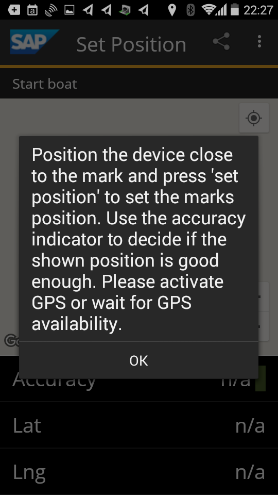 22:27
SAP Set Position
Start boat
Position the device close
to the mark and press 'set
position' to set the marks
position. Use the accuracy
indicator to decide if the
shown position is good
enough. Please activate
GPS or wait for GPS
availability.
OK
Accuracy n/a
Lat n/a
Lng n/a